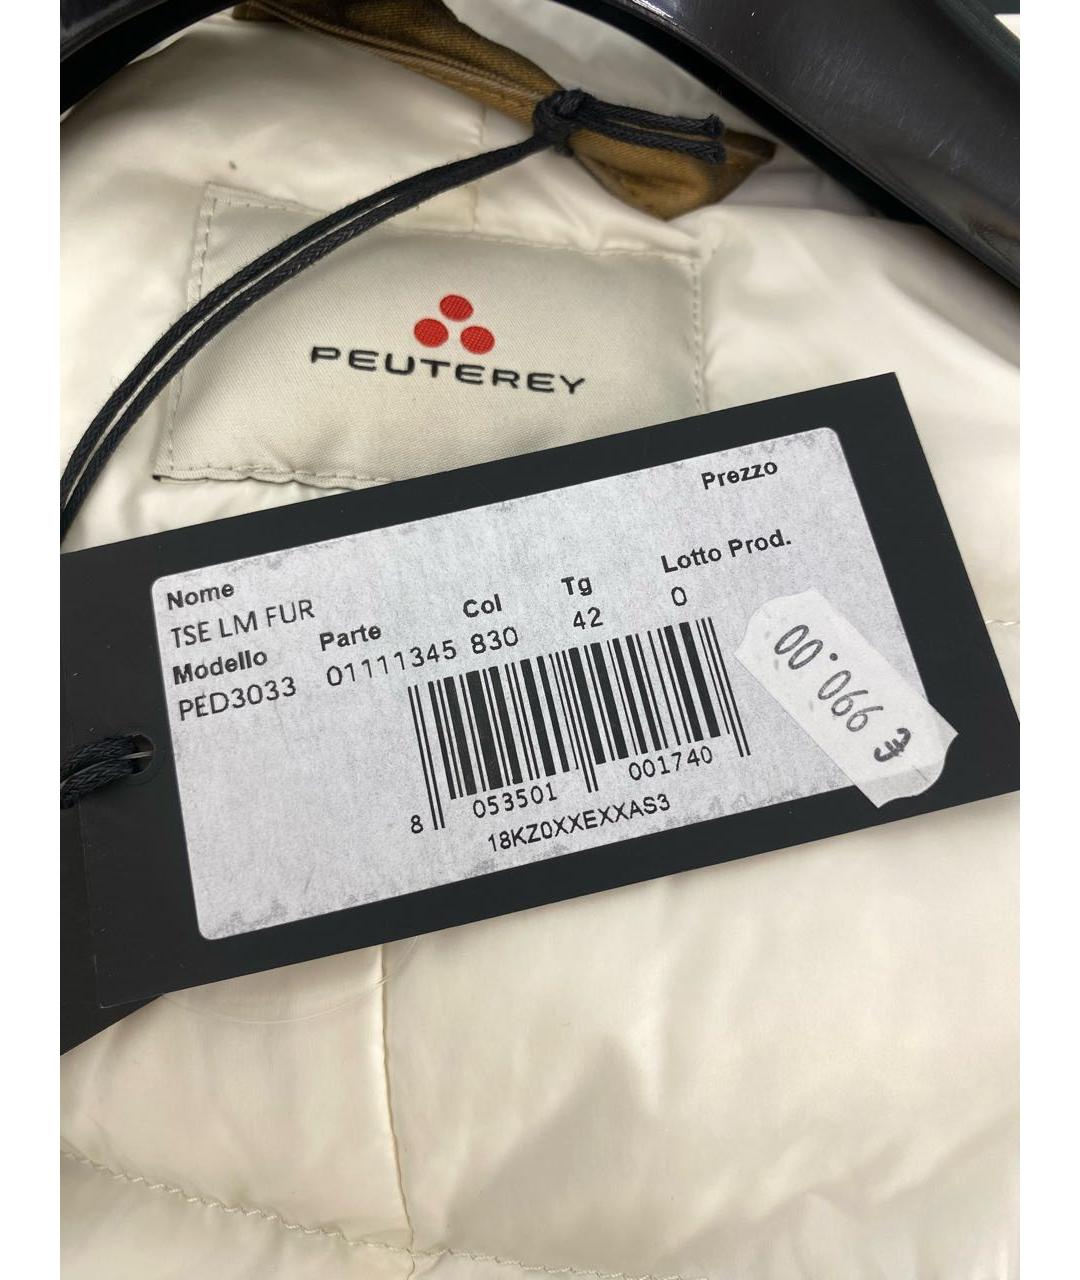 PEUTEREY
Prezzo
Nome
TSE LM FUR
Modello Parte Col Tg Lotto Prod.
PED3033 01111345 830 42 0
8 053501 001740
18KZ0XXEXXAS3
€ 990.00